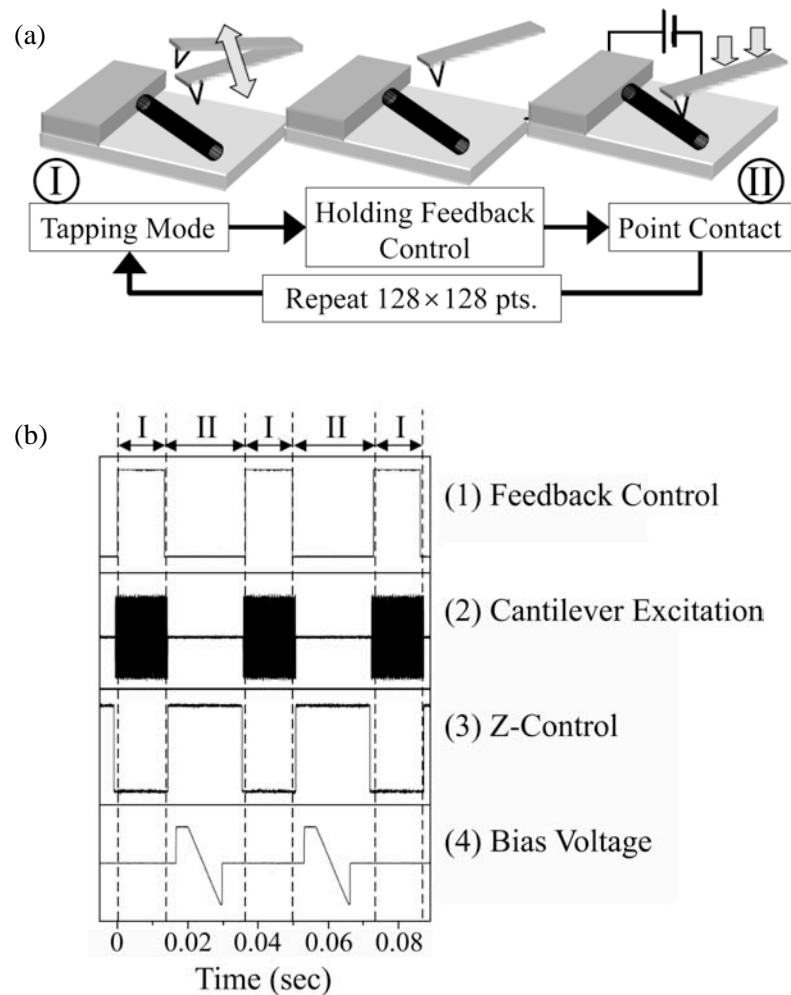 (a)
I
II
Tapping Mode
Holding Feedback
Control
Point Contact
Repeat 128×128 pts.
(b)
I II I II I
(1) Feedback Control
(2) Cantilever Excitation
(3) Z-Control
(4) Bias Voltage
0 0.02 0.04 0.06 0.08
Time (sec)